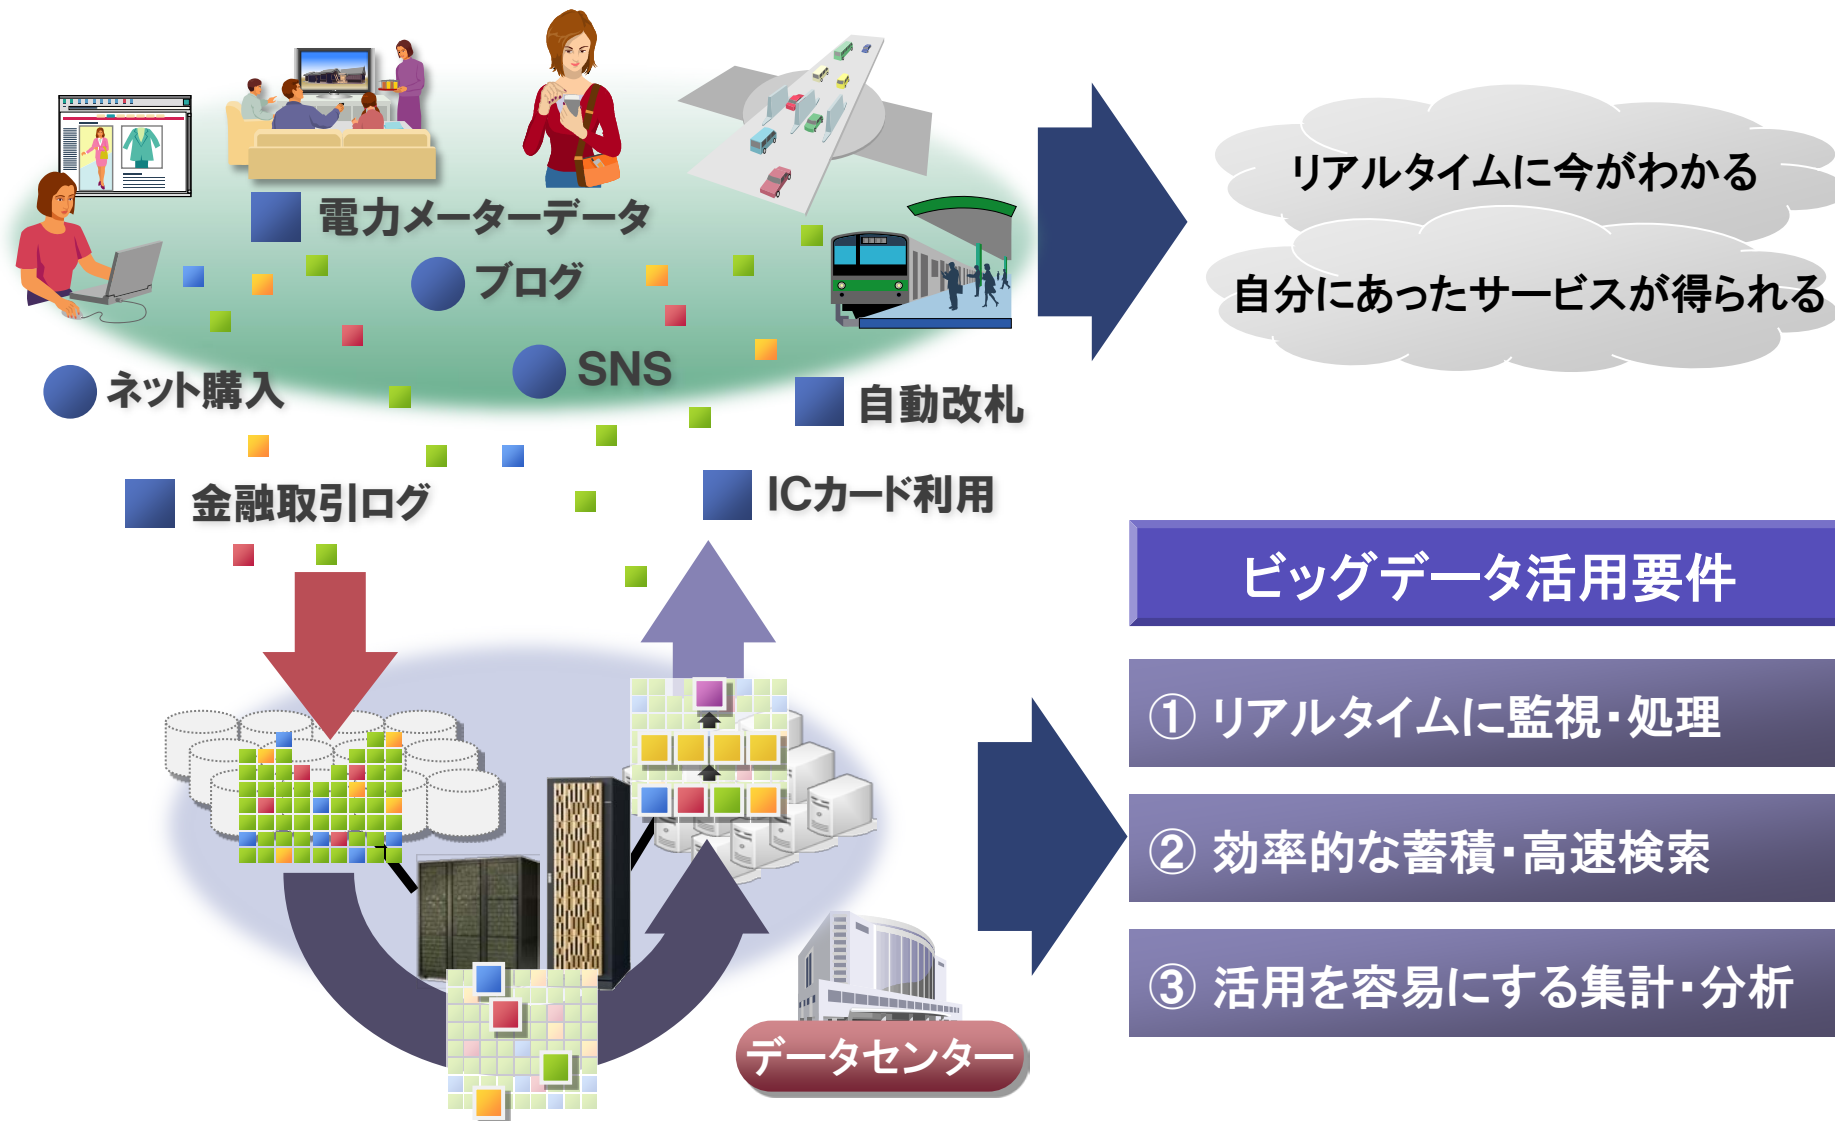 リアルタイムに今がわかる
自分にあったサービスが得られる
電力メーターデータ
ブログ
SNS
ネット購入
自動改札
金融取引ログ
ICカード利用
データセンター
ビッグデータ活用要件
① リアルタイムに監視・処理
② 効率的な蓄積・高速検索
③ 活用を容易にする集計・分析